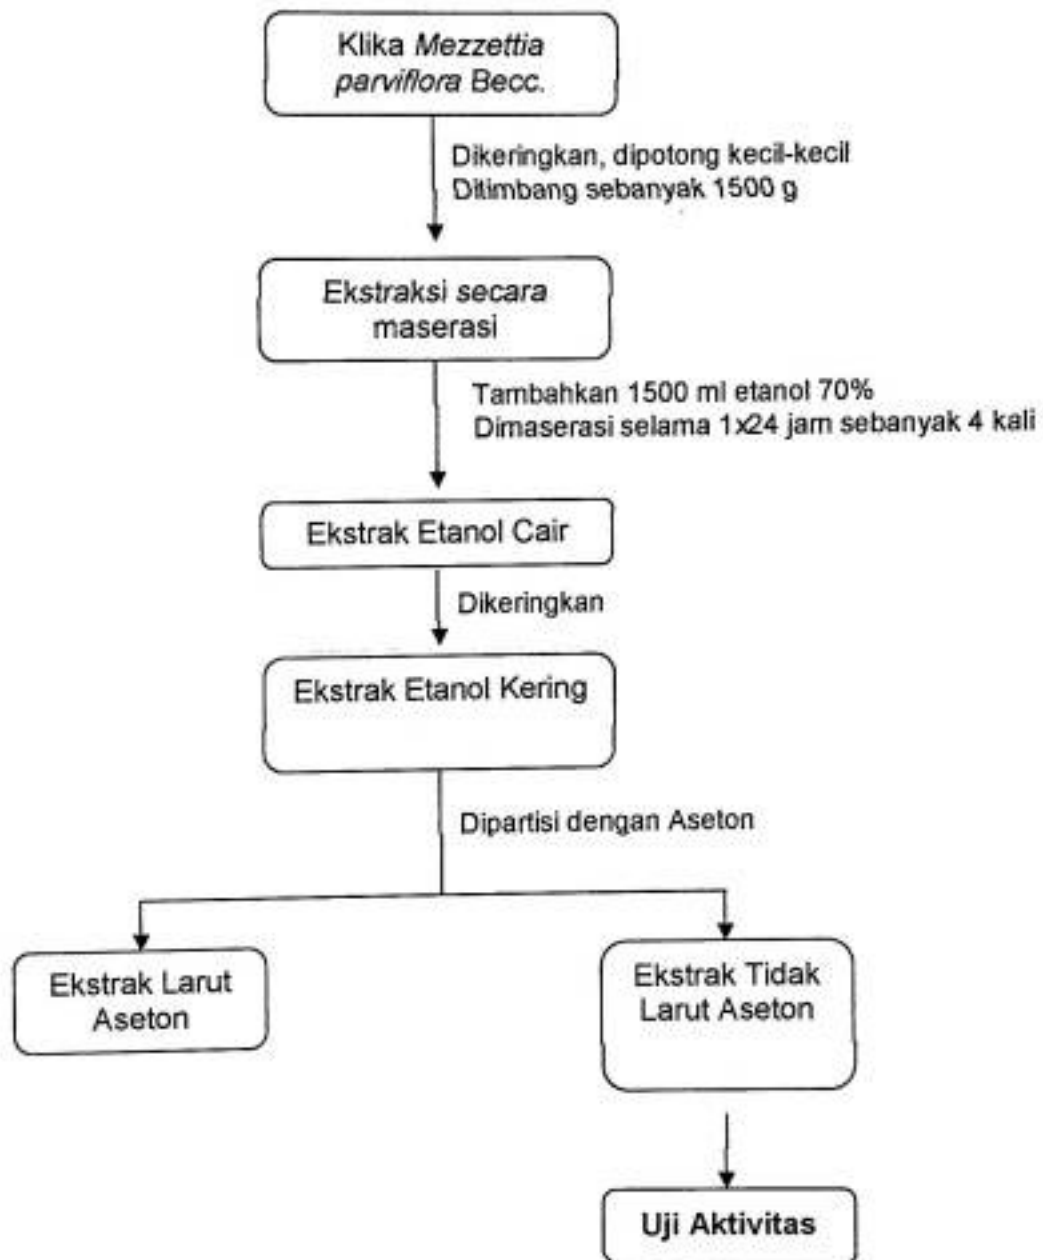 Klika Mezzettia
parviflora Becc.
Dikeringkan, dipotong kecil-kecil
Ditimbang sebanyak 1500 g
Ekstraksi secara
maserasi
Tambahkan 1500 ml etanol 70%
Dimaserasi selama 1x24 jam sebanyak 4 kali
Ekstrak Etanol Cair
Dikeringkan
Ekstrak Etanol Kering
Dipartisi dengan Aseton
Ekstrak Larut
Aseton
Ekstrak Tidak
Larut Aseton
Uji Aktivitas